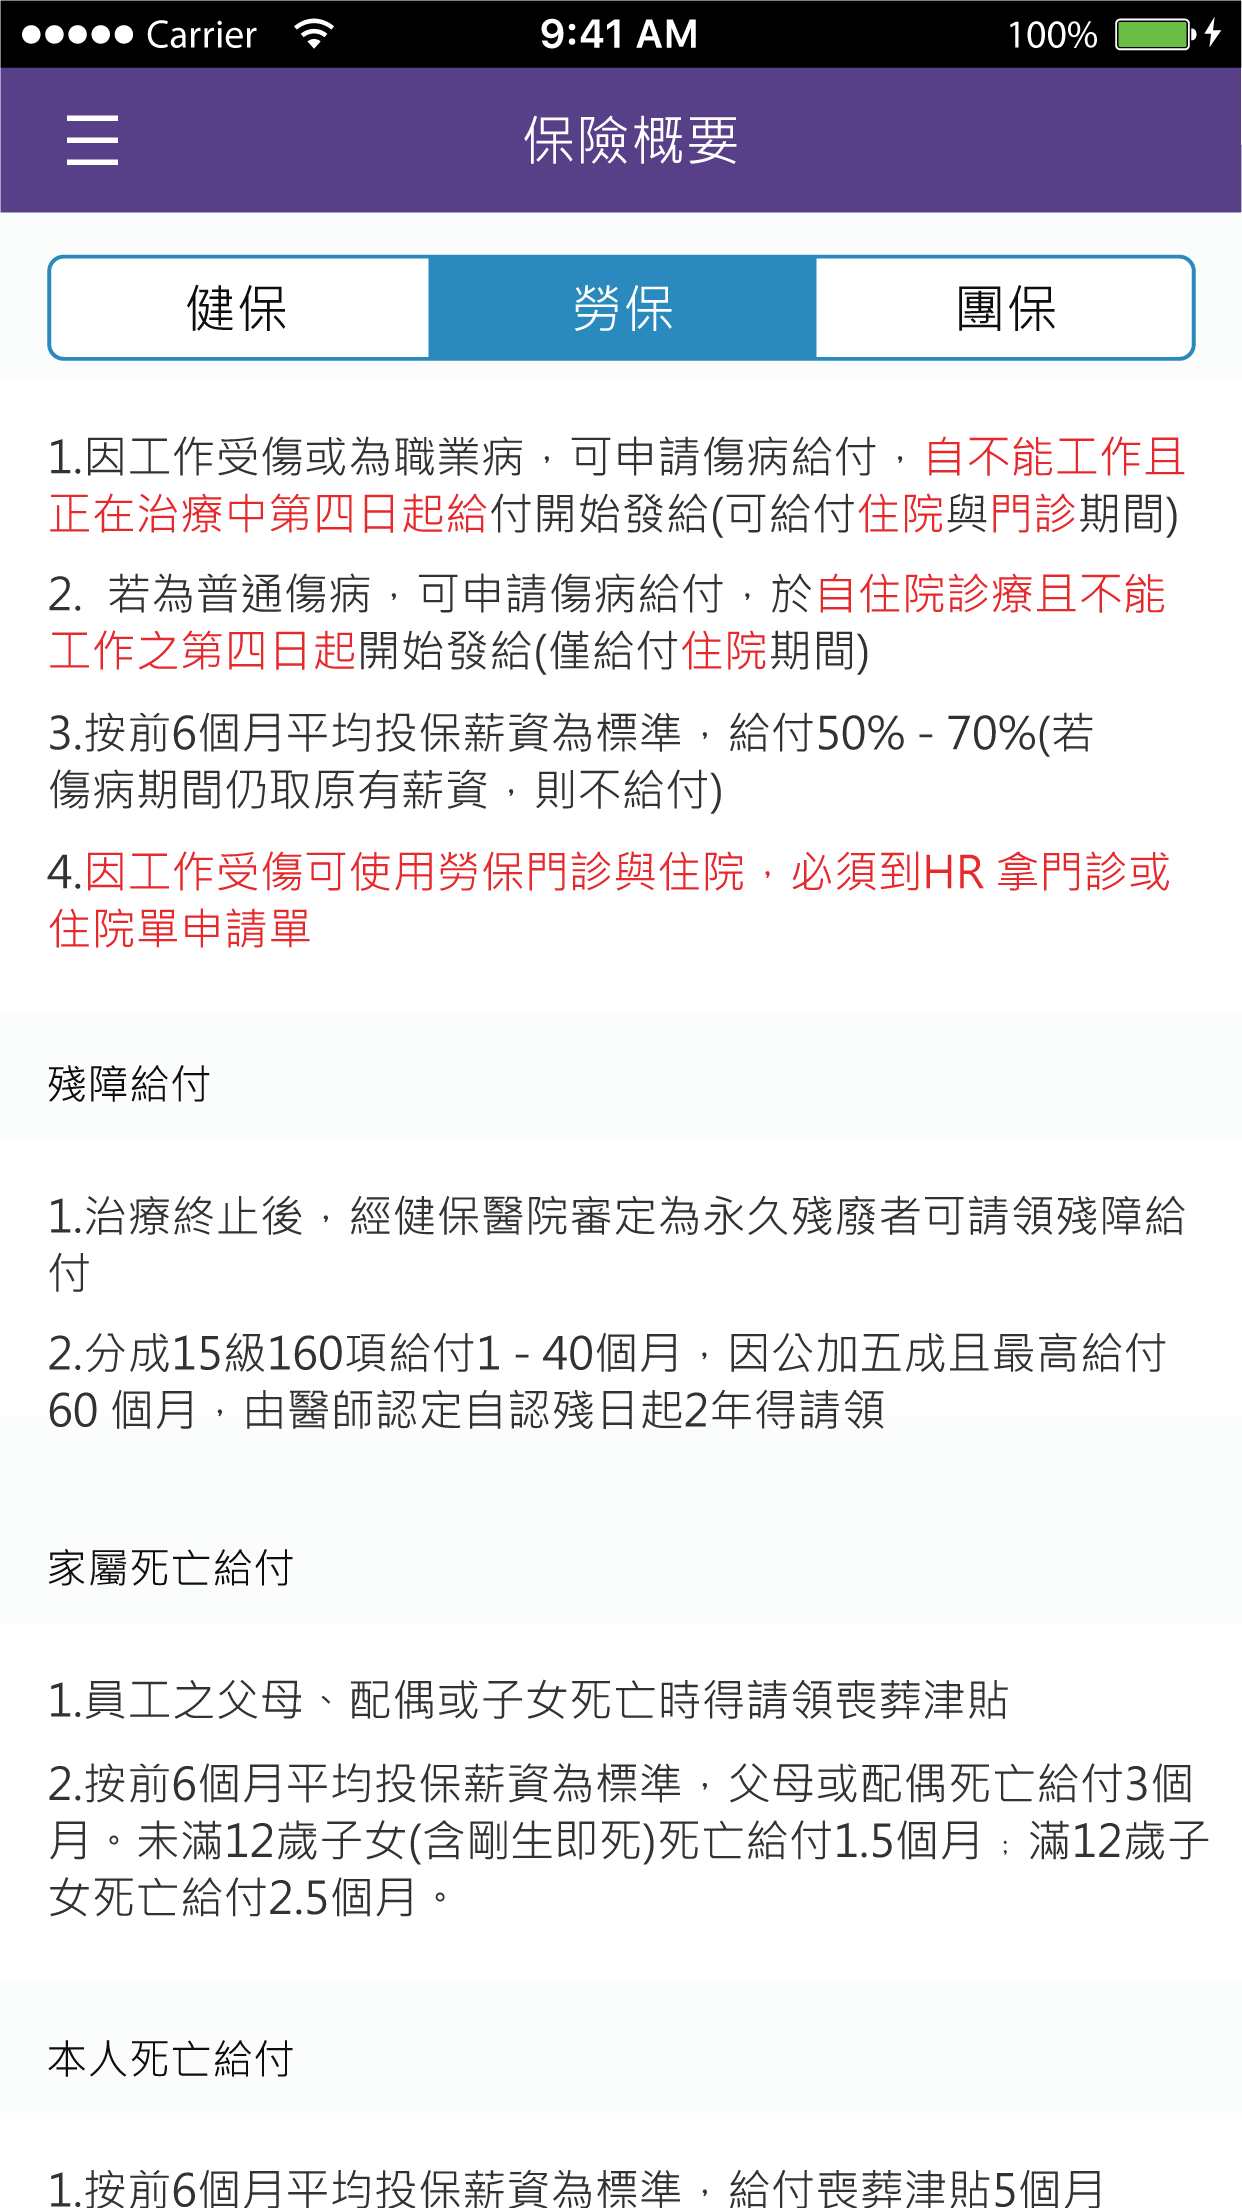 Carrier 9:41 AM 100%
保險概要
健保 勞保 團保
1.因工作受傷或為職業病，可申請傷病給付，自不能工作且
正在治療中第四日起給付開始發給(可給付住院與門診期間)
2. 若為普通傷病，可申請傷病給付，於自住院診療且不能
工作之第四日起開始發給(僅給付住院期間)
3.按前6個月平均投保薪資為標準，給付50% - 70%(若
傷病期間仍取原有薪資，則不給付)
4.因工作受傷可使用勞保門診與住院，必須到HR 拿門診或
住院單申請單
殘障給付
1.治療終止後，經健保醫院審定為永久殘廢者可請領殘障給
付
2.分成15級160項給付1 - 40個月，因公加五成且最高給付
60 個月，由醫師認定自認殘日起2年得請領
家屬死亡給付
1.員工之父母、配偶或子女死亡時得請領喪葬津貼
2.按前6個月平均投保薪資為標準，父母或配偶死亡給付3個
月。未滿12歲子女(含剛生即死)死亡給付1.5個月；滿12歲子
女死亡給付2.5個月。
本人死亡給付
1.按前6個月平均投保薪資為標準，給付喪葬津貼5個月